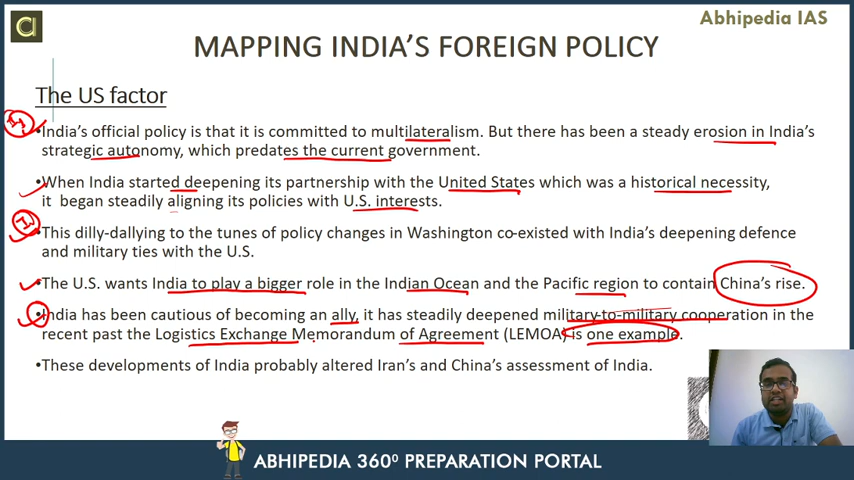 Abhipedia IAS
MAPPING INDIA'S FOREIGN POLICY
The US factor
•India's official policy is that it is committed to multilateralism. But there has been a steady erosion in India's
strategic autonomy, which predates the current government.
•When India started deepening its partnership with the United States which was a historical necessity,
it began steadily aligning its policies with U.S. interests.
•This dilly-dallying to the tunes of policy changes in Washington co-existed with India's deepening defence
and military ties with the U.S.
•The U.S. wants India to play a bigger role in the Indian Ocean and the Pacific region to contain China's rise.
•India has been cautious of becoming an ally, it has steadily deepened military-to-military cooperation in the
recent past the Logistics Exchange Memorandum of Agreement (LEMOA) is one example.
•These developments of India probably altered Iran's and China's assessment of India.
ABHIPEDIA 360⁰ PREPARATION PORTAL